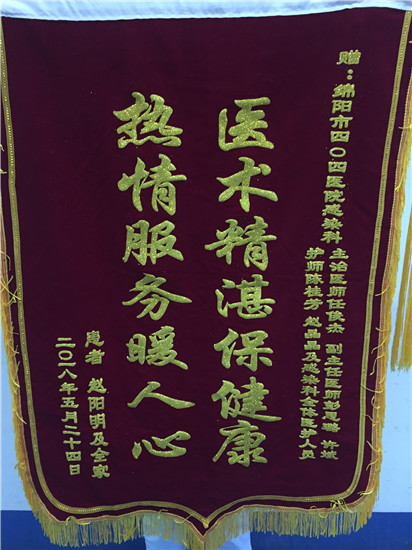 赠：绵阳市四〇四医院感染科
主治医师任俊杰 副主任医师彭鹏 许斌
护师陈桂芳 赵晶晶及感染科全体医护人员
医术精湛保健康
热情服务暖人心
患者 赵阳明及全家
二〇一八年五月二十四日